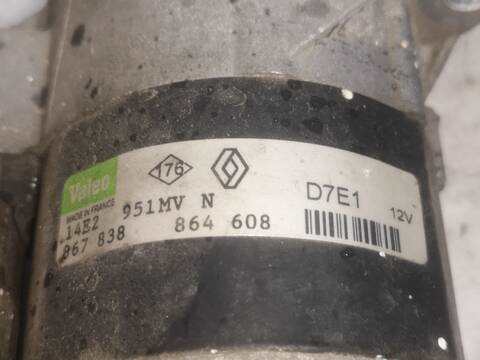 Valeo
176
D7E1
MADE IN FRANCE
951MV N
12V
14E2
864 608
867 838